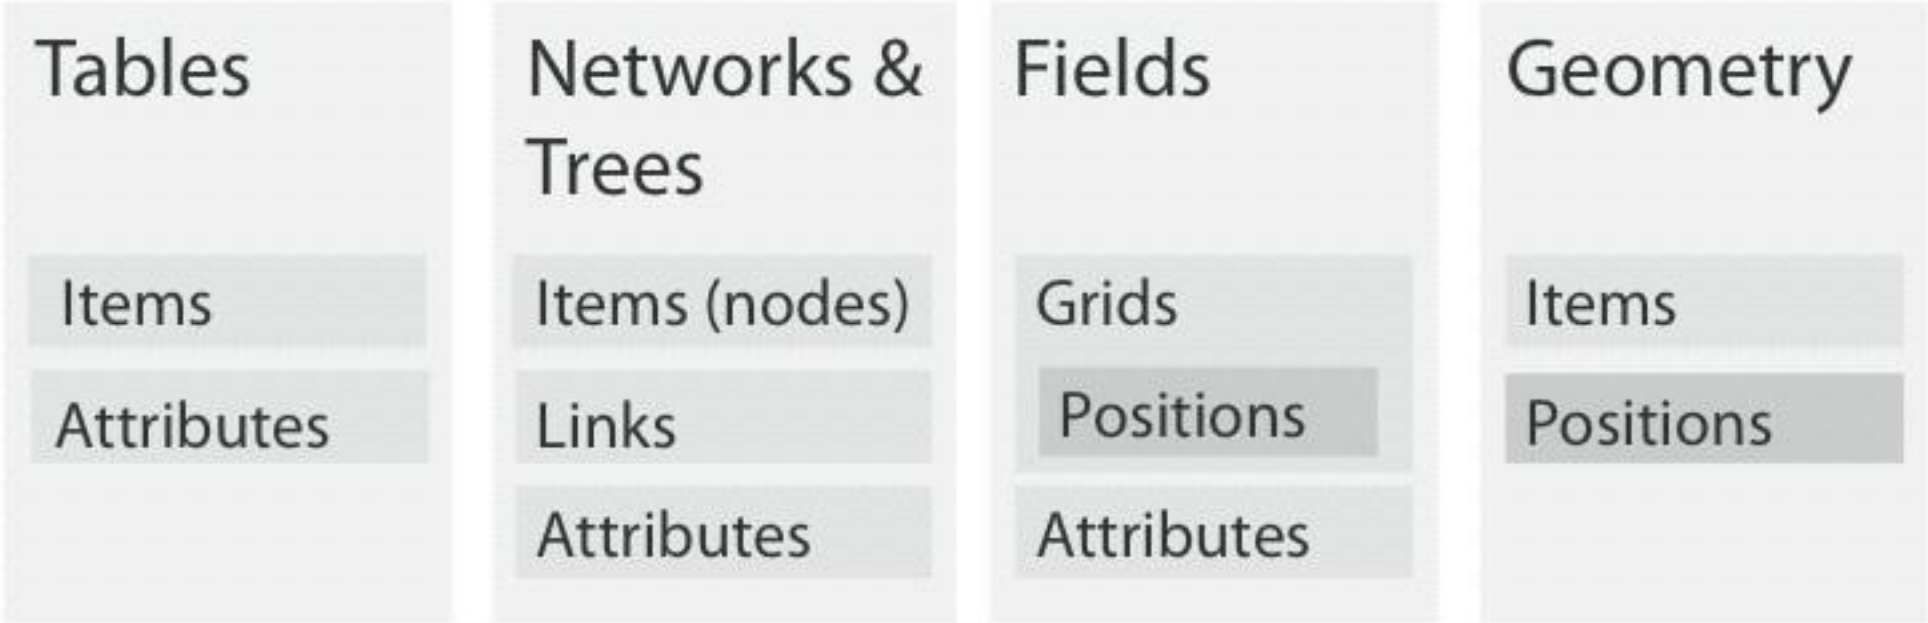 Tables
Items
Attributes
Networks &
Trees
Items (nodes)
Links
Attributes
Fields
Grids
Positions
Attributes
Geometry
Items
Positions